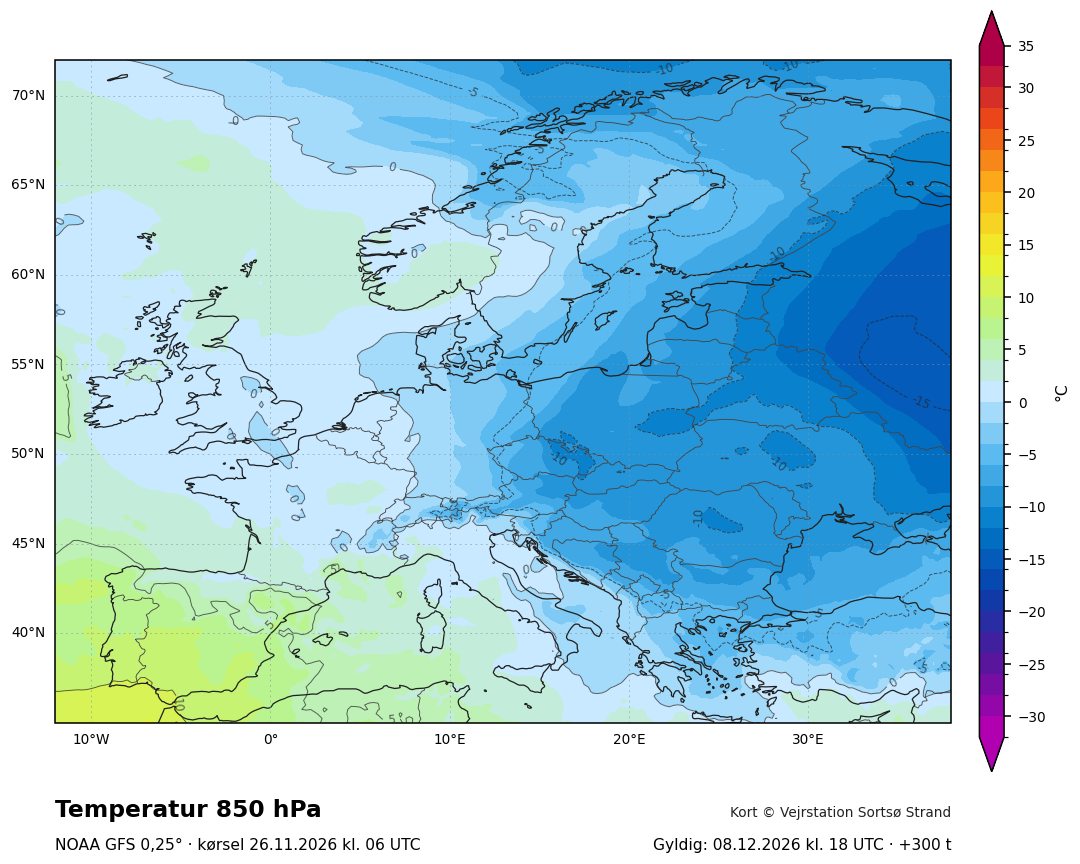 70°N
65°N
60°N
55°N
50°N
45°N
40°N
10°W
0°
10°E
20°E
30°E
35
30
25
20
15
10
5
0
−5
−10
−15
−20
−25
−30
°C
Temperatur 850 hPa
Kort © Vejrstation Sortsø Strand
NOAA GFS 0,25° · kørsel 26.11.2026 kl. 06 UTC
Gyldig: 08.12.2026 kl. 18 UTC · +300 t